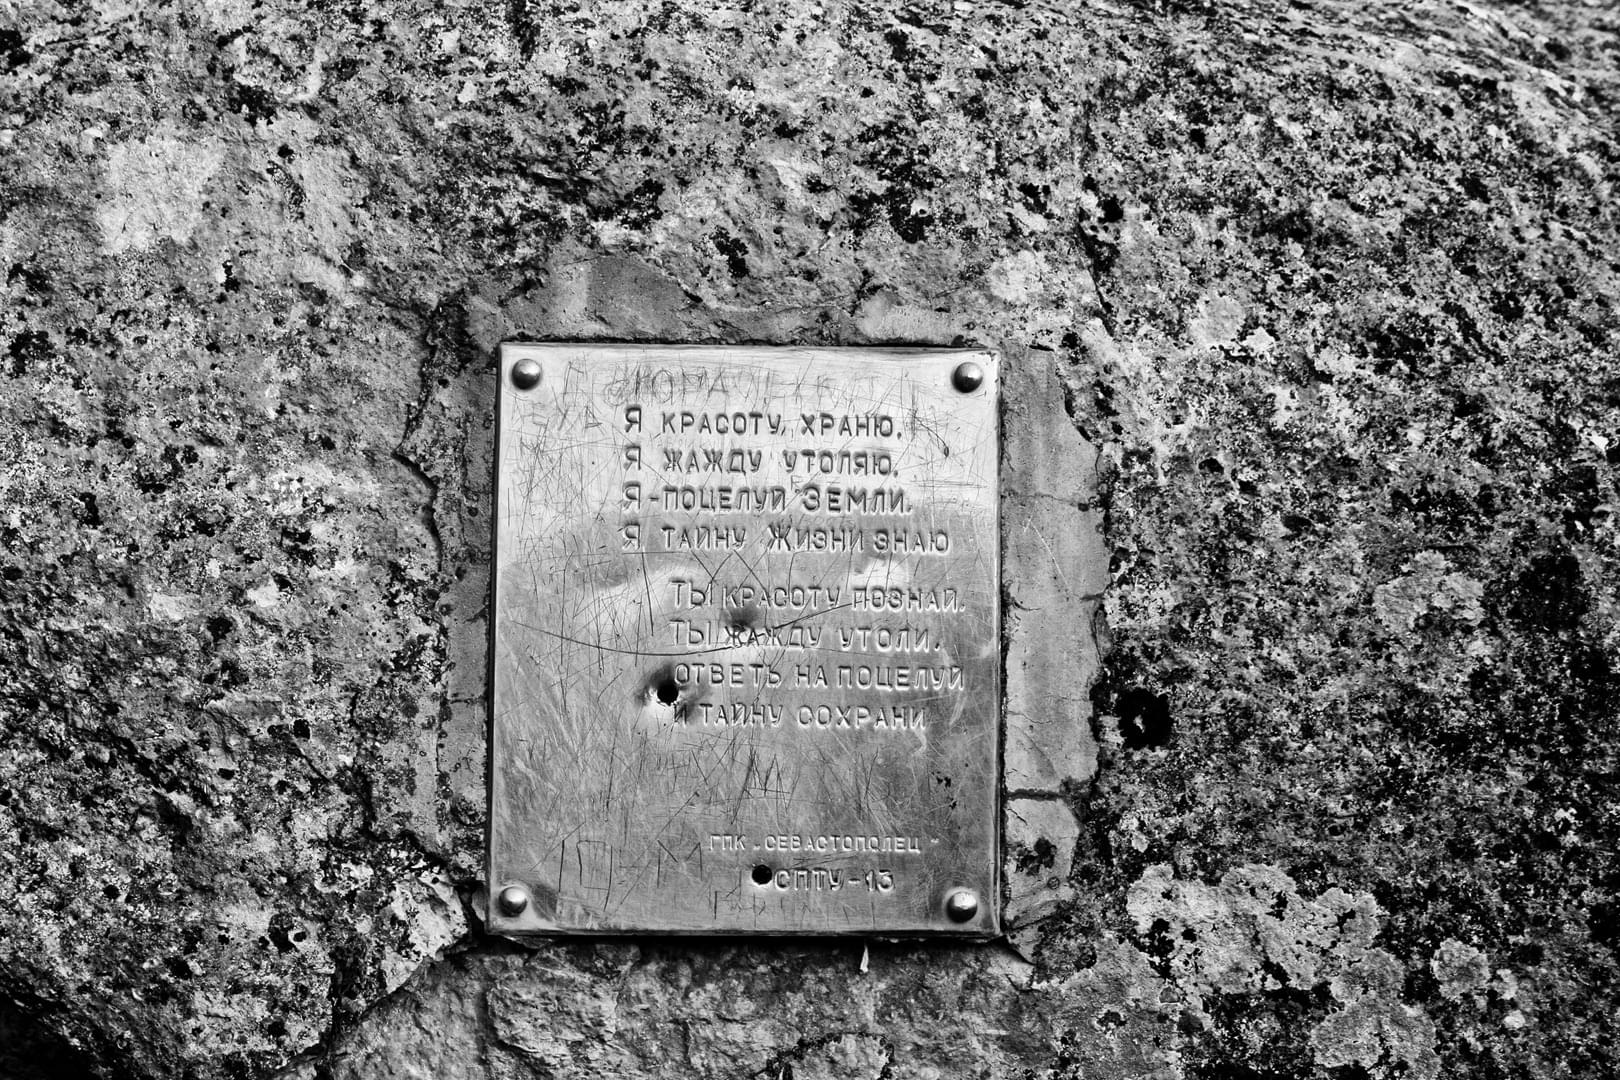 Я КРАСОТУ, ХРАНЮ.
Я ЖАЖДУ УТОЛЯЮ.
Я-ПОЦЕЛУЙ ЗЕМЛИ.
Я ТАЙНУ ЖИЗНИ ЗНАЮ
ТЫ КРАСОТУ ПОЗНАЙ.
ТЫ ЖАЖДУ УТОЛИ.
ОТВЕТЬ НА ПОЦЕЛУЙ
И ТАЙНУ СОХРАНИ
ГПК „СЕВАСТОПОЛЕЦ"
СПТУ-13